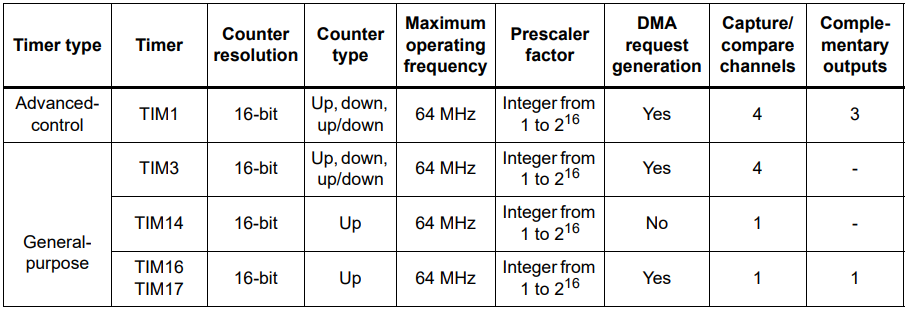 Timer type | Timer | Counter resolution | Counter type | Maximum operating frequency | Prescaler factor | DMA request generation | Capture/ compare channels | Comple- mentary outputs
Advanced- control | TIM1 | 16-bit | Up, down, up/down | 64 MHz | Integer from 1 to 2^16 | Yes | 4 | 3
General- purpose | TIM3 | 16-bit | Up, down, up/down | 64 MHz | Integer from 1 to 2^16 | Yes | 4 | -
TIM14 | 16-bit | Up | 64 MHz | Integer from 1 to 2^16 | No | 1 | -
TIM16 TIM17 | 16-bit | Up | 64 MHz | Integer from 1 to 2^16 | Yes | 1 | 1